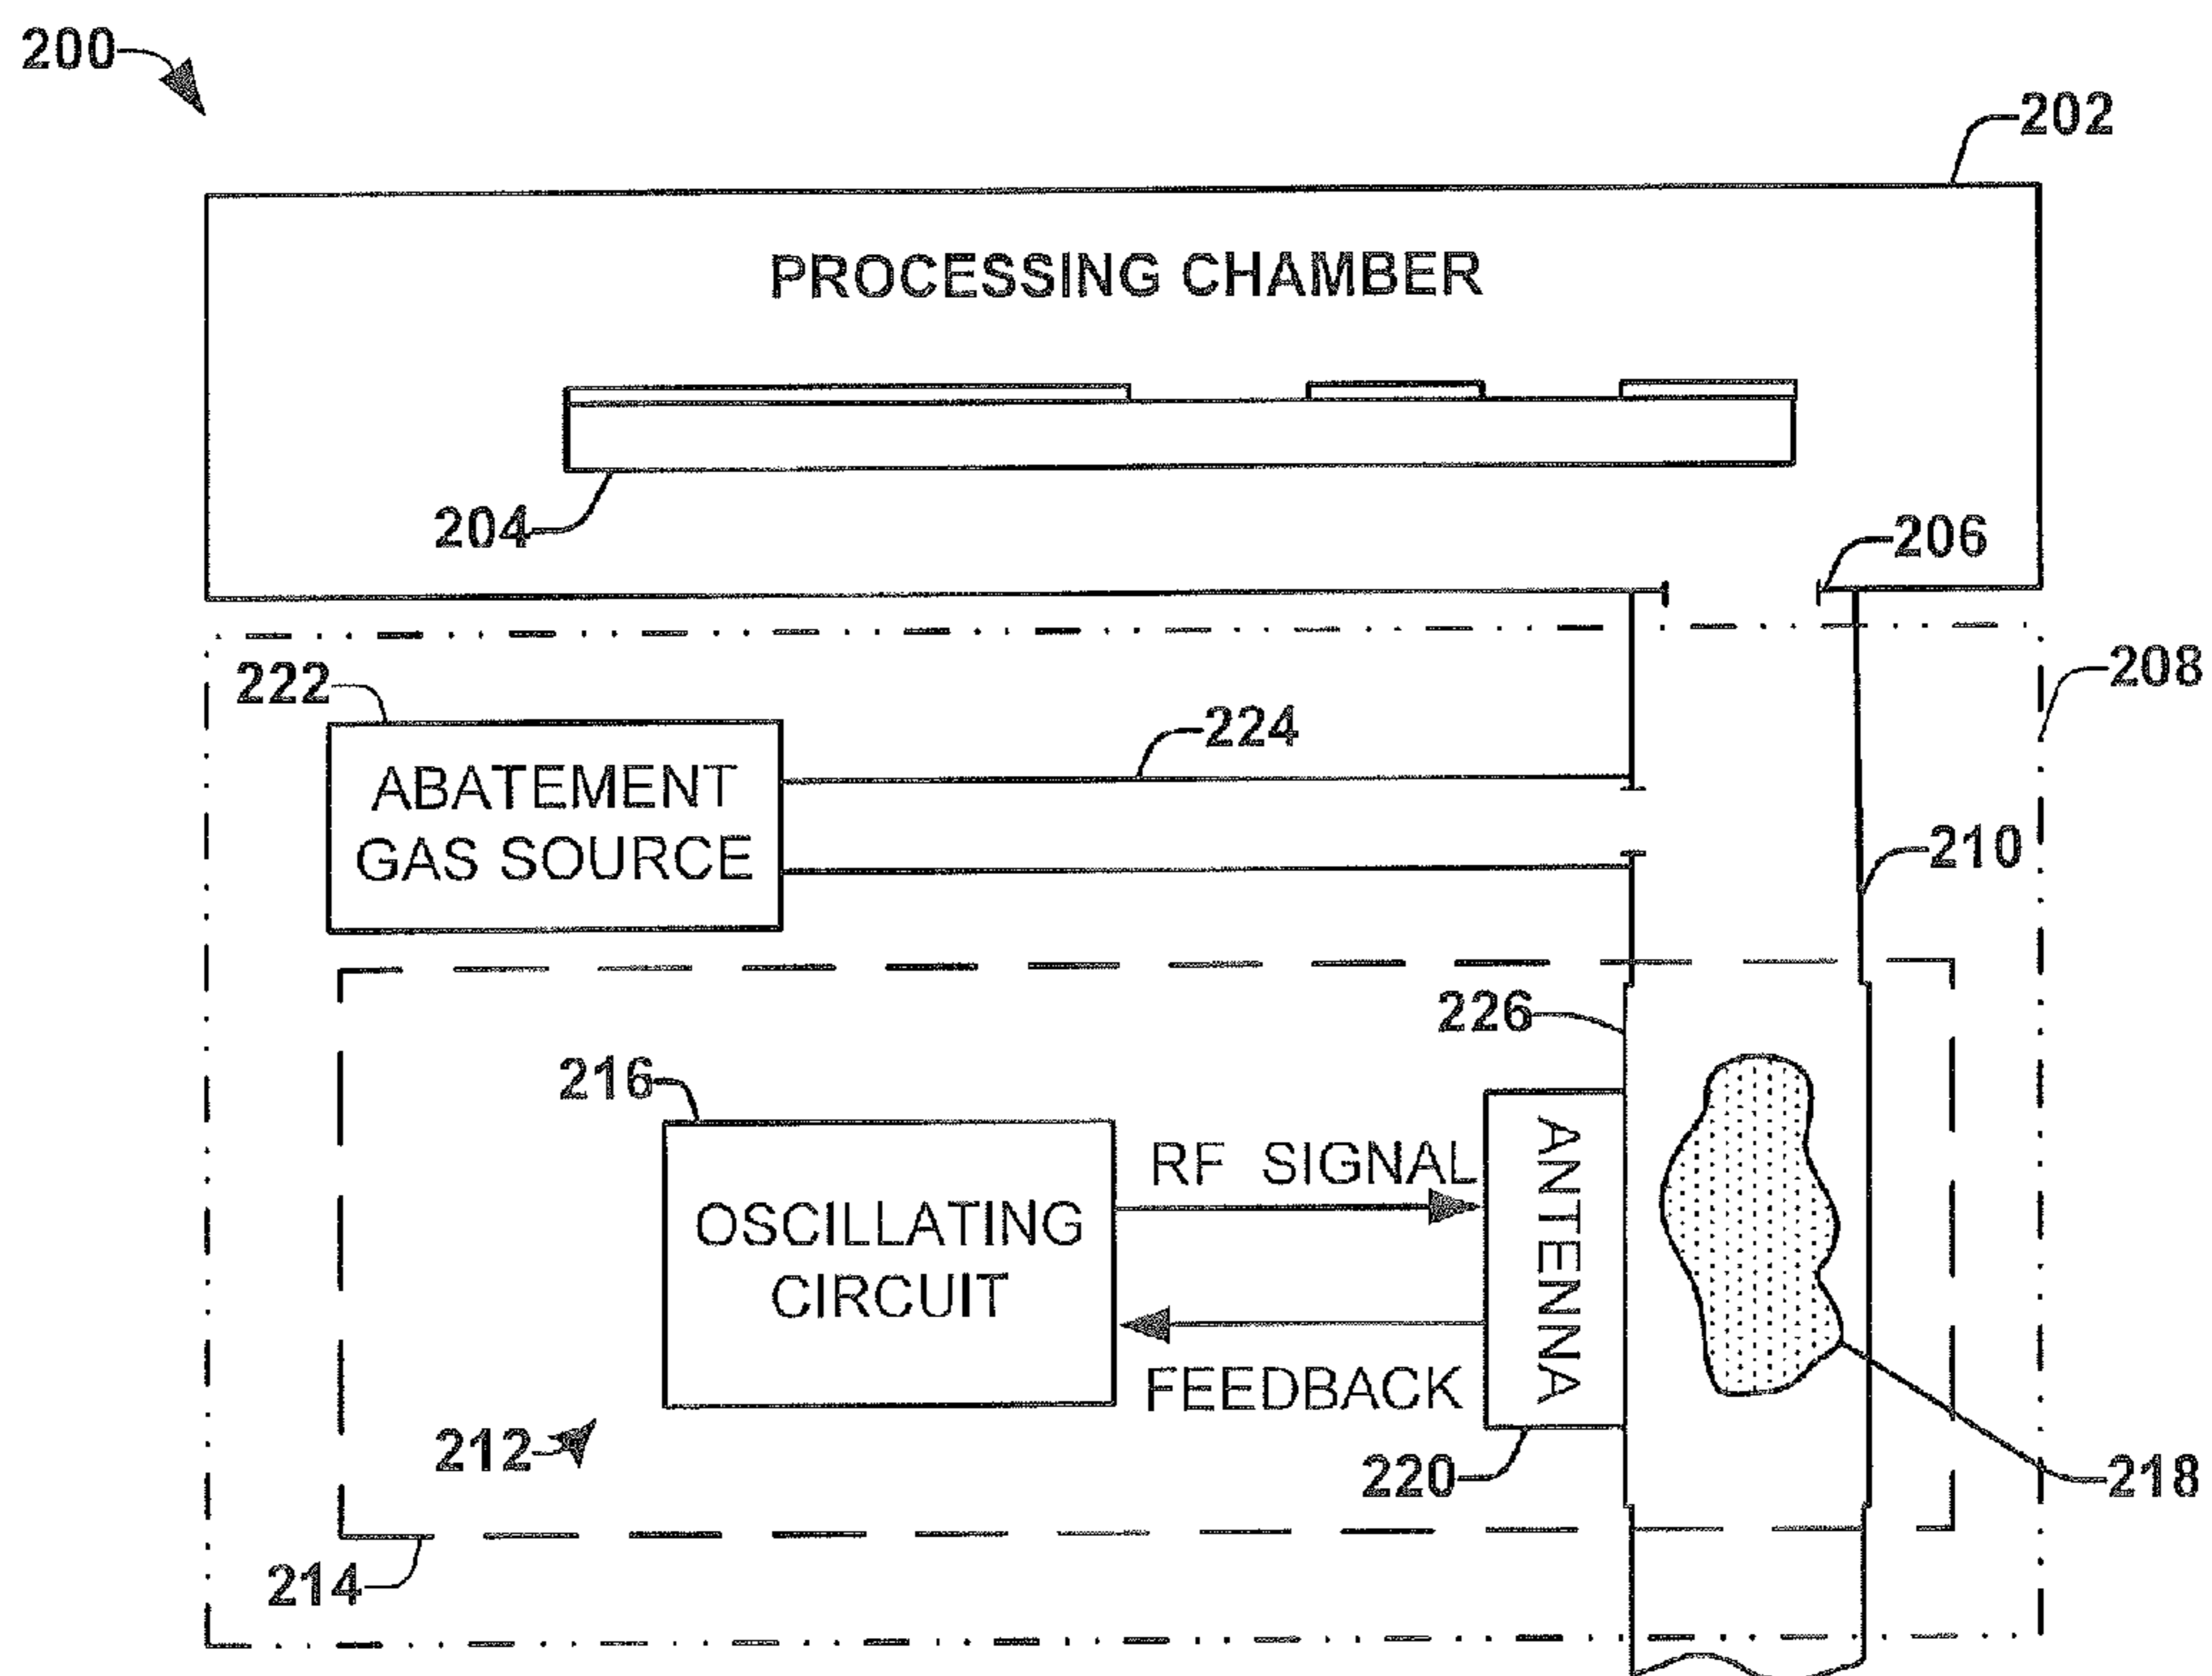 200
202
PROCESSING CHAMBER
204
206
208
222
224
ABATEMENT
GAS SOURCE
210
226
216
RF SIGNAL
ANTENNA
OSCILLATING
CIRCUIT
FEEDBACK
212
220
218
214